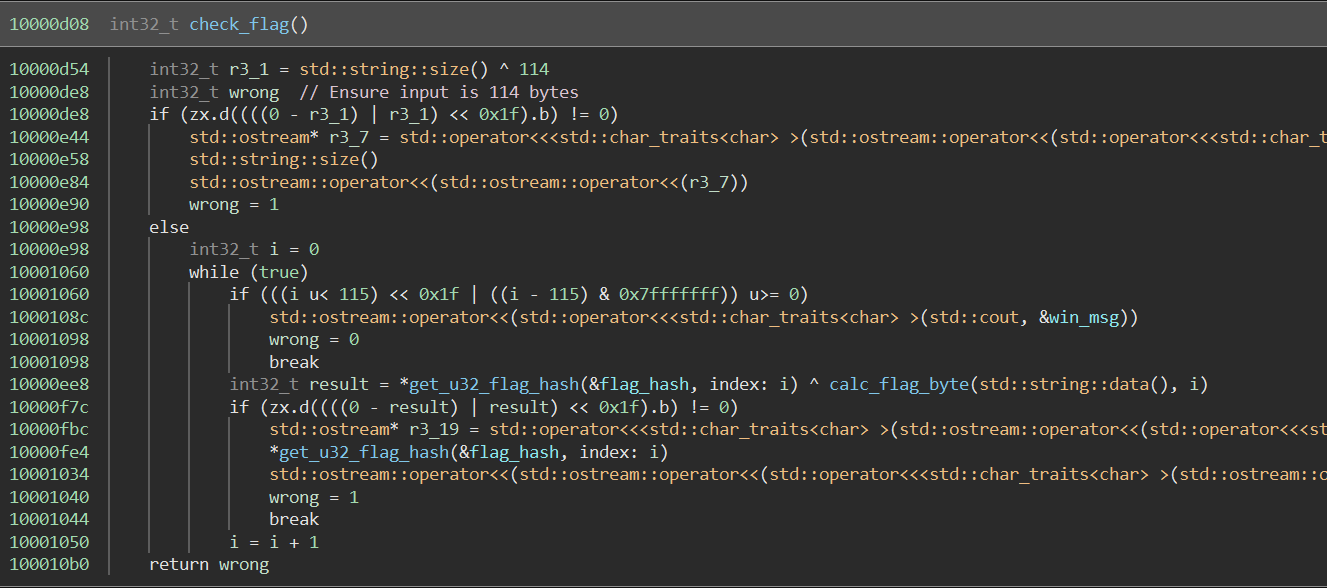 10000d08 int32_t check_flag()
10000d54 int32_t r3_1 = std::string::size() ^ 114
10000de8 int32_t wrong // Ensure input is 114 bytes
10000de8 if (zx.d((((0 - r3_1) | r3_1) << 0x1f).b) != 0)
10000e44 std::ostream* r3_7 = std::operator<<<std::char_traits<char> >(std::ostream::operator<<(std::operator<<<std::char_t
10000e58 std::string::size()
10000e84 std::ostream::operator<<(std::ostream::operator<<(r3_7))
10000e90 wrong = 1
10000e98 else
10000e98 int32_t i = 0
10001060 while (true)
10001060 if (((i u< 115) << 0x1f | ((i - 115) & 0x7fffffff)) u>= 0)
1000108c std::ostream::operator<<(std::operator<<<std::char_traits<char> >(std::cout, &win_msg))
10001098 wrong = 0
10001098 break
10000ee8 int32_t result = *get_u32_flag_hash(&flag_hash, index: i) ^ calc_flag_byte(std::string::data(), i)
10000f7c if (zx.d((((0 - result) | result) << 0x1f).b) != 0)
10000fbc std::ostream* r3_19 = std::operator<<<std::char_traits<char> >(std::ostream::operator<<(std::operator<<<st
10000fe4 *get_u32_flag_hash(&flag_hash, index: i)
10001034 std::ostream::operator<<(std::ostream::operator<<(std::operator<<<std::char_traits<char> >(std::ostream::o
10001040 wrong = 1
10001044 break
10001050 i = i + 1
100010b0 return wrong